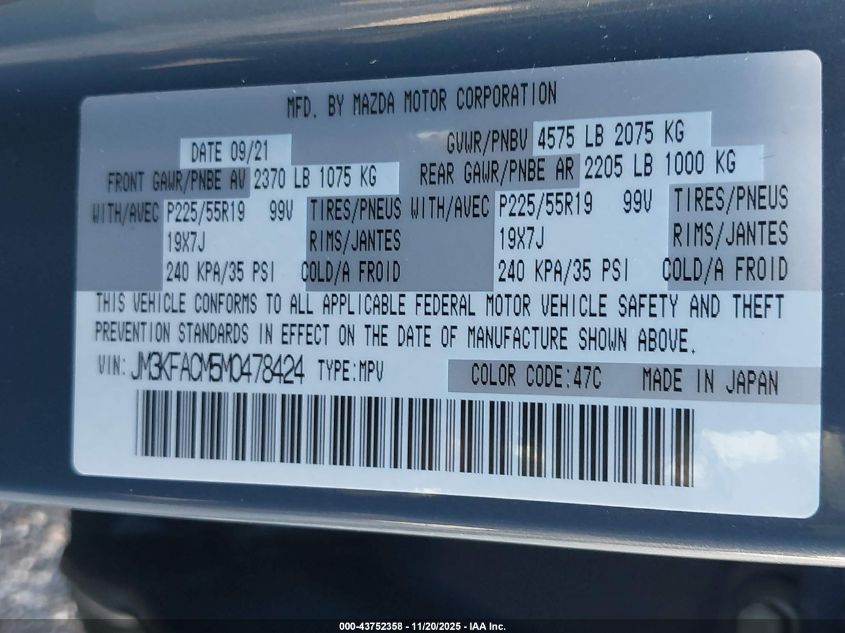 MFD. BY MAZDA MOTOR CORPORATION
DATE 09/21 GVWR/PNBV 4575 LB 2075 KG
FRONT GAWR/PNBE AV 2370 LB 1075 KG REAR GAWR/PNBE AR 2205 LB 1000 KG
WITH/AVEC P225/55R19 99V TIRES/PNEUS WITH/AVEC P225/55R19 99V TIRES/PNEUS
19X7J RIMS/JANTES 19X7J RIMS/JANTES
240 KPA/35 PSI COLD/A FROID 240 KPA/35 PSI COLD/A FROID
THIS VEHICLE CONFORMS TO ALL APPLICABLE FEDERAL MOTOR VEHICLE SAFETY AND THEFT
PREVENTION STANDARDS IN EFFECT ON THE DATE OF MANUFACTURE SHOWN ABOVE.
VIN: JM3KFACM5M0478424 TYPE:MPV COLOR CODE:47C MADE IN JAPAN
000-43752358 - 11/20/2025 - IAA Inc.